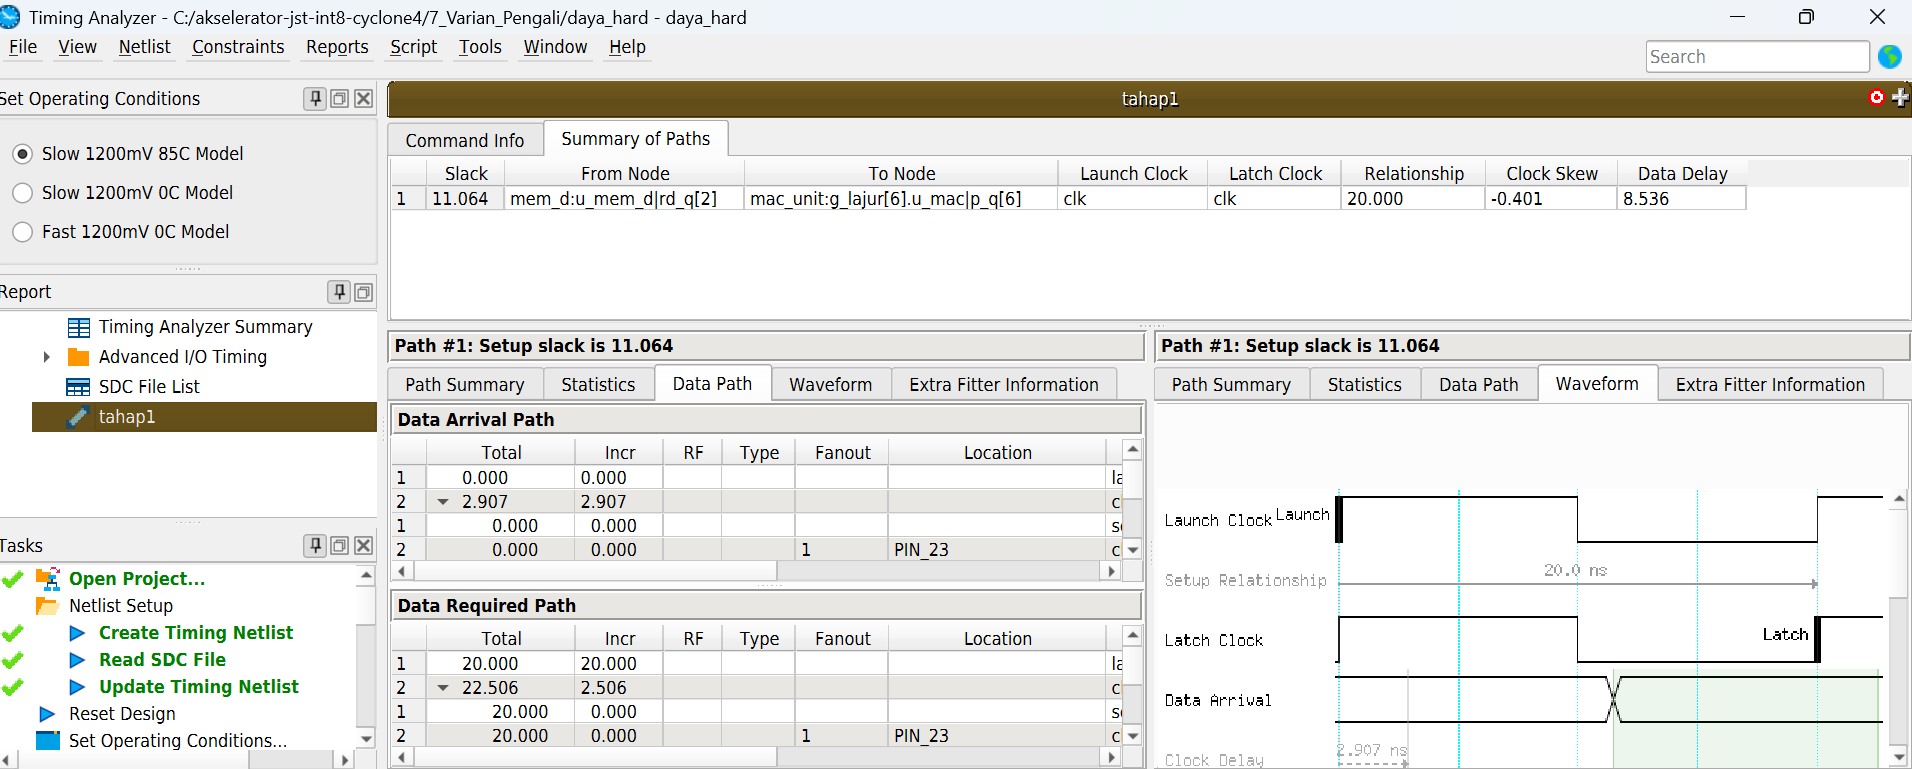 Timing Analyzer - C:/akselerator-jst-int8-cyclone4/7_Varian_Pengali/daya_hard - daya_hard
File View Netlist Constraints Reports Script Tools Window Help
Search
Set Operating Conditions
Slow 1200mV 85C Model
Slow 1200mV 0C Model
Fast 1200mV 0C Model
Report
Timing Analyzer Summary
Advanced I/O Timing
SDC File List
tahap1
Tasks
Open Project...
Netlist Setup
Create Timing Netlist
Read SDC File
Update Timing Netlist
Reset Design
Set Operating Conditions...
tahap1
Command Info Summary of Paths
Slack From Node To Node Launch Clock Latch Clock Relationship Clock Skew Data Delay
1 11.064 mem_d:u_mem_d|rd_q[2] mac_unit:g_lajur[6].u_mac|p_q[6] clk clk 20.000 -0.401 8.536
Path #1: Setup slack is 11.064
Path Summary Statistics Data Path Waveform Extra Fitter Information
Data Arrival Path
Total Incr RF Type Fanout Location
1 0.000 0.000 la
2 2.907 2.907 c
1 0.000 0.000 s
2 0.000 0.000 1 PIN_23 c
Data Required Path
Total Incr RF Type Fanout Location
1 20.000 20.000 la
2 22.506 2.506 c
1 20.000 0.000 s
2 20.000 0.000 1 PIN_23 c
Path #1: Setup slack is 11.064
Path Summary Statistics Data Path Waveform Extra Fitter Information
Launch Clock Launch
Setup Relationship 20.0 ns
Latch Clock Latch
Data Arrival
Clock Delay 2.907 ns